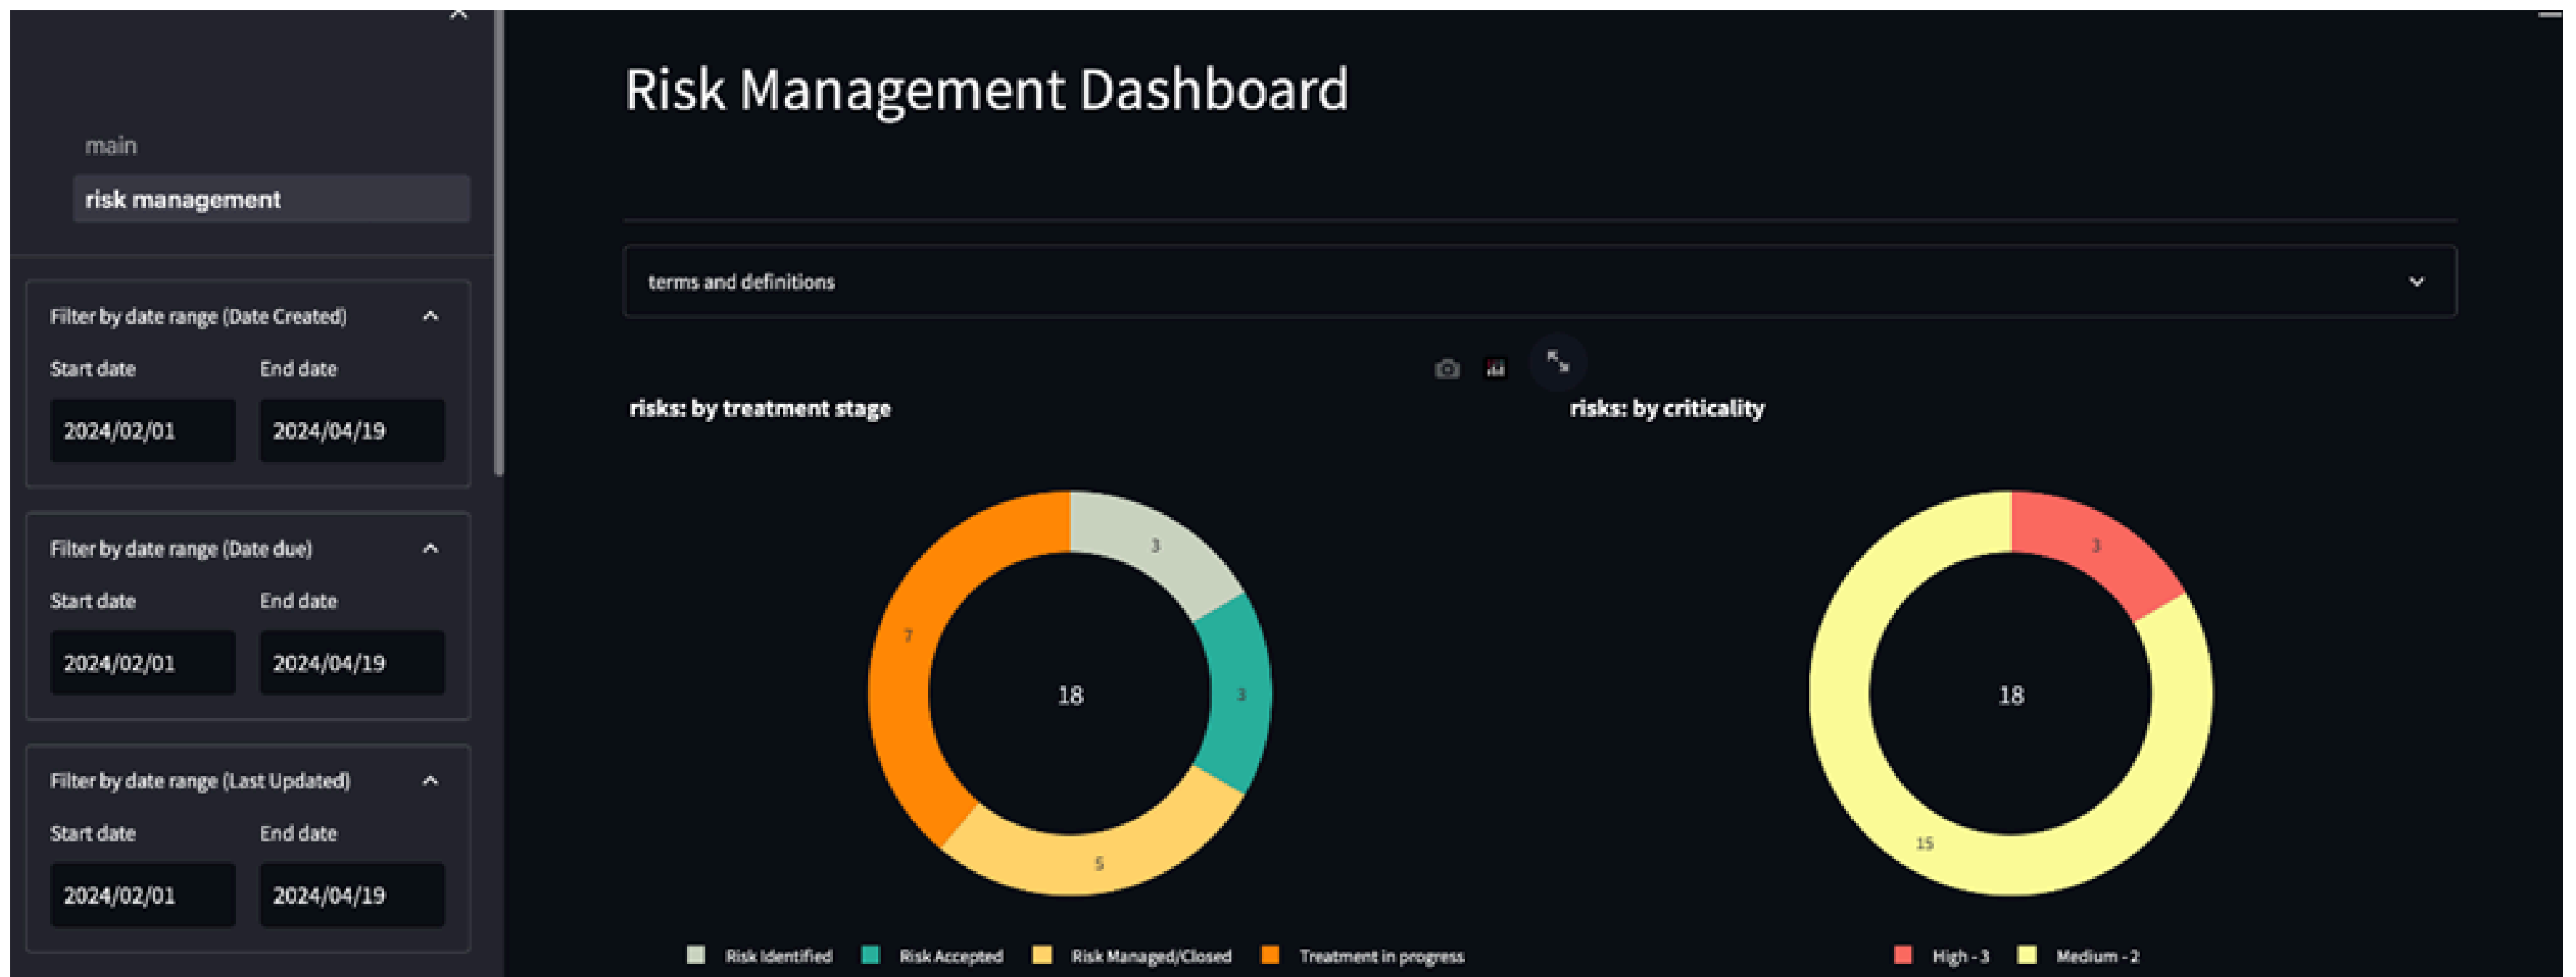 main
risk management
Filter by date range (Date Created)
Start date End date
2024/02/01 2024/04/19
Filter by date range (Date due)
Start date End date
2024/02/01 2024/04/19
Filter by date range (Last Updated)
Start date End date
2024/02/01 2024/04/19
Risk Management Dashboard
terms and definitions
risks: by treatment stage
3
3
5
7
18
Risk Identified Risk Accepted Risk Managed/Closed Treatment in progress
risks: by criticality
3
15
18
High - 3 Medium - 2